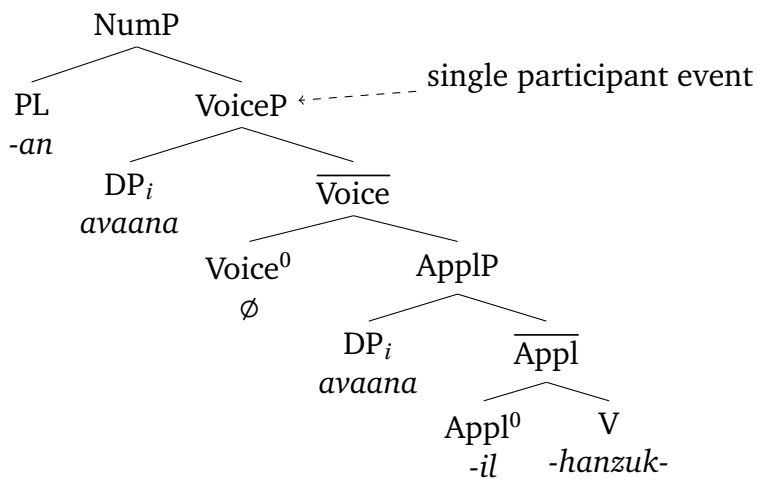 NumP
single participant event
PL VoiceP
-an
DPi Voice
avaana
Voice⁰ ApplP
∅
DPi Appl
avaana
Appl⁰ V
-il -hanzuk-